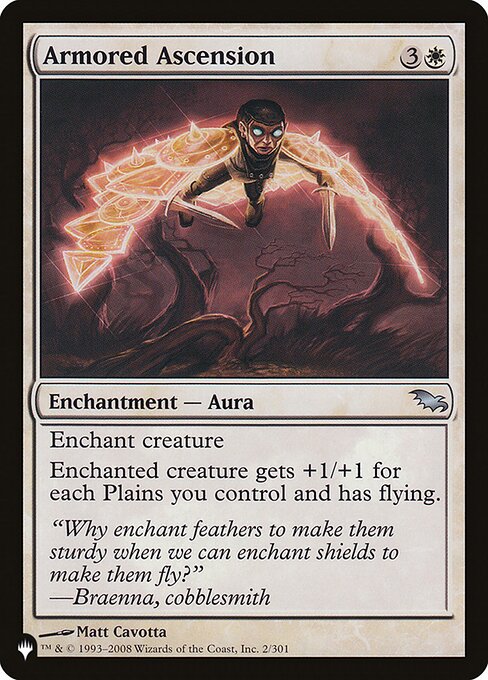 Armored Ascension 3
Enchantment — Aura
Enchant creature
Enchanted creature gets +1/+1 for
each Plains you control and has flying.
“Why enchant feathers to make them
sturdy when we can enchant shields to
make them fly?”
—Braenna, cobblesmith
Matt Cavotta
™ & © 1993–2008 Wizards of the Coast, Inc. 2/301